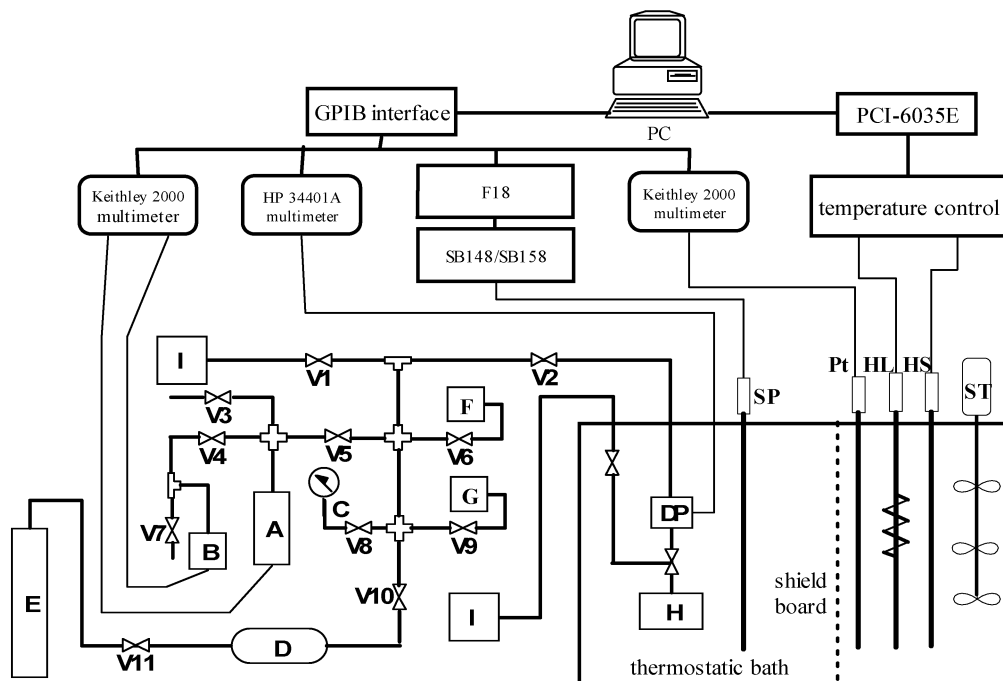 PC
GPIB interface
PCI-6035E
Keithley 2000
multimeter
HP 34401A
multimeter
F18
Keithley 2000
multimeter
temperature control
SB148/SB158
I
V1
V2
Pt
HL
HS
ST
SP
V3
F
V4
V5
V6
C
G
DP
V7
B
A
V8
V9
E
V10
I
H
shield
board
V11
D
thermostatic bath